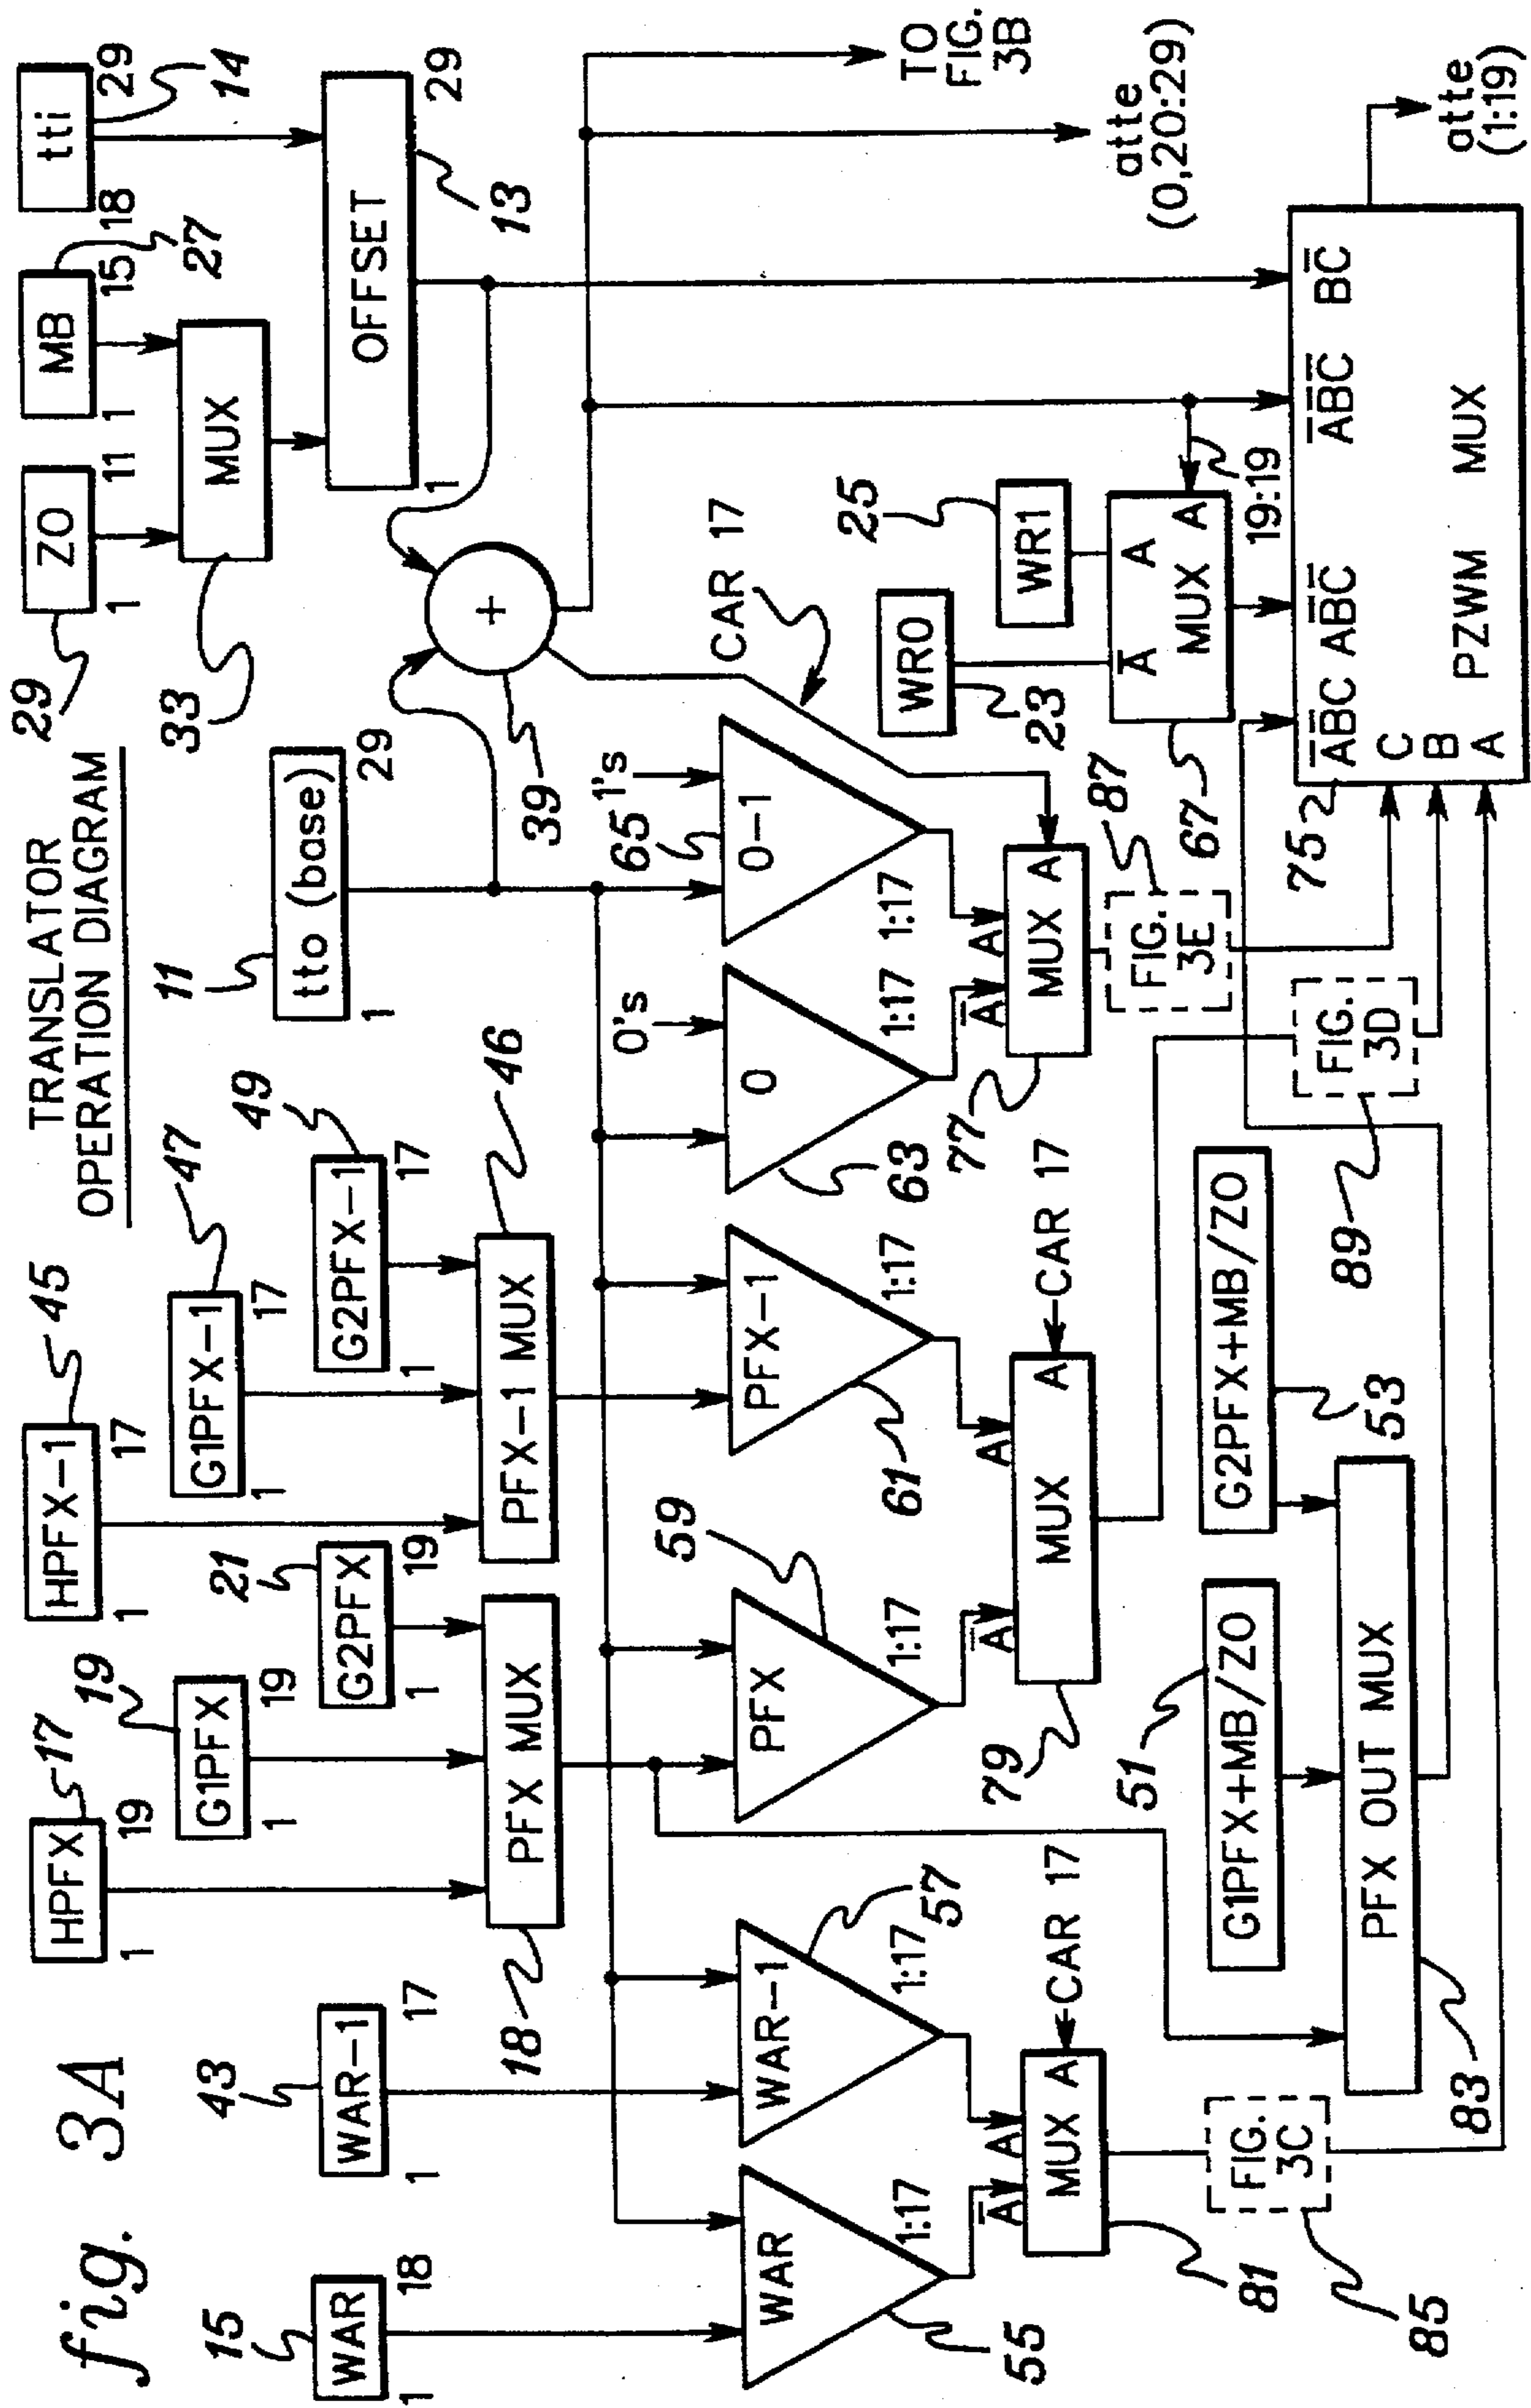 fig. 3A
TRANSLATOR
OPERATION DIAGRAM
15
WAR
1
18
43
WAR-1
1
17
HPFX
17
1
19
G1PFX
19
1
19
G2PFX
21
1
19
18
PFX MUX
HPFX-1
45
1
17
G1PFX-1
47
1
17
G2PFX-1
49
1
17
PFX-1 MUX
46
11
tto (base)
1
29
29
ZO
1
11
MB
1
15
18
27
tti
29
14
33
MUX
OFFSET
1
29
13
+
39
TO
FIG.
3B
atte
(0,20:29)
CAR 17
WAR
55
1:17
WAR-1
57
1:17
PFX
59
1:17
PFX-1
61
1:17
0
0's
63
1:17
0-1
1's
65
1:17
A̅ A
MUX A
81
CAR 17
A̅ A
MUX A
79
CAR 17
A̅ A
MUX A
77
WR0
23
WR1
25
A̅ A
MUX A
67
19:19
FIG.
3C
85
FIG.
3D
89
FIG.
3E
87
51
G1PFX+MB/ZO
G2PFX+MB/ZO
53
PFX OUT MUX
83
75
A̅BC AB̅C̅ A̅B̅C̅ BC̅
C
B
A
PZWM MUX
atte
(1:19)